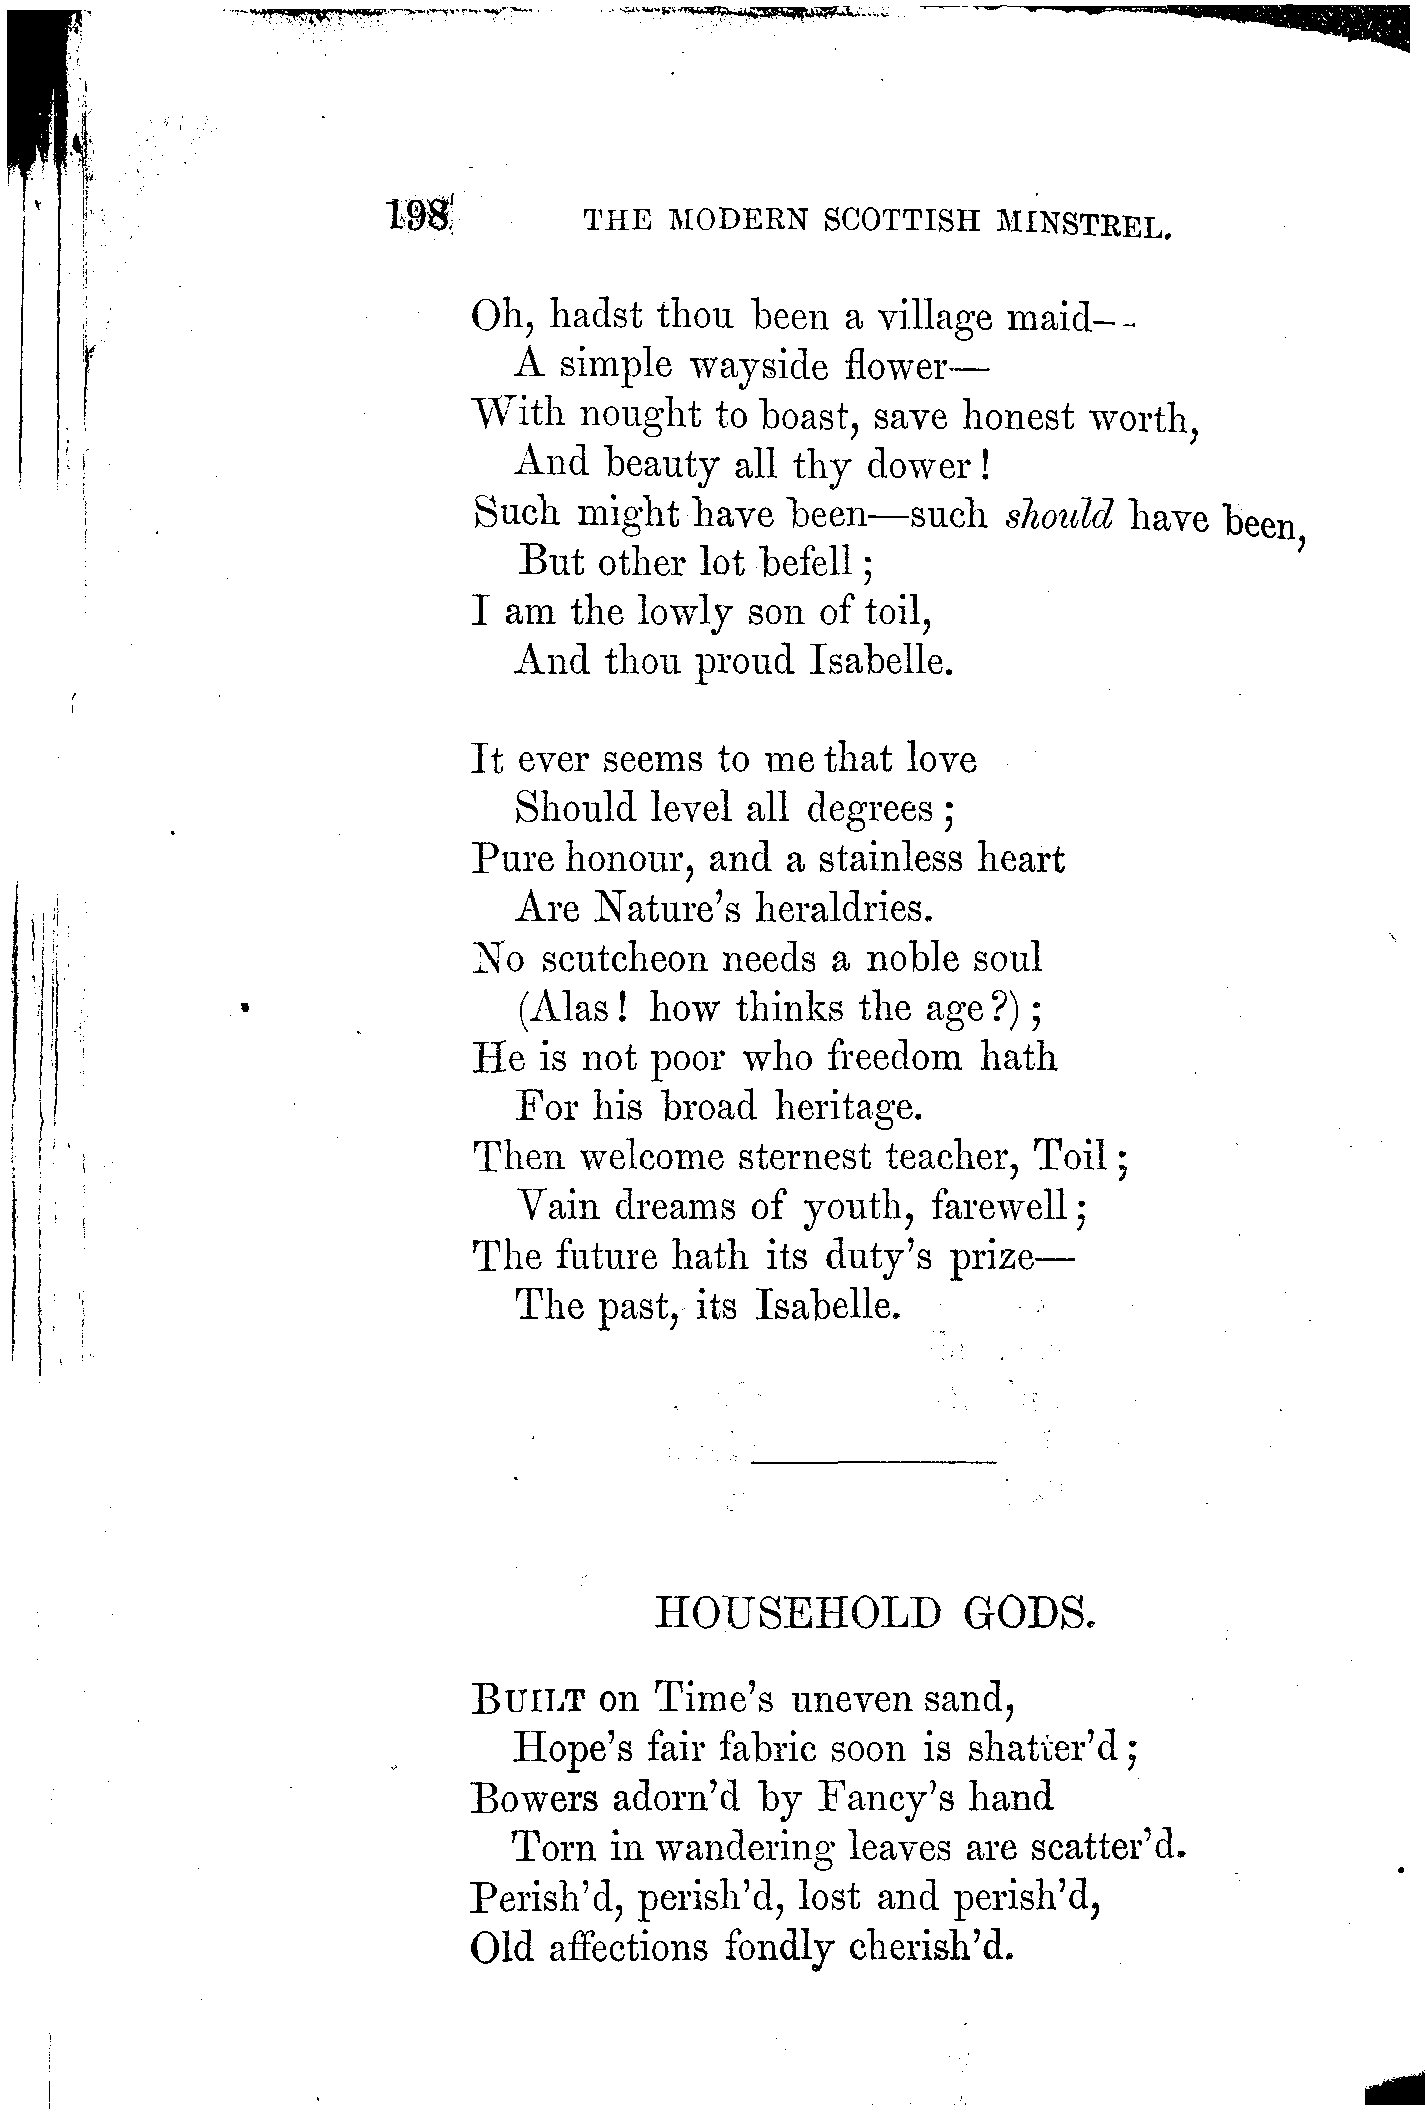 198 THE MODERN SCOTTISH MINSTREL.
Oh, hadst thou been a village maid—
A simple wayside flower—
With nought to boast, save honest worth,
And beauty all thy dower!
Such might have been—such should have been,
But other lot befell;
I am the lowly son of toil,
And thou proud Isabelle.
It ever seems to me that love
Should level all degrees;
Pure honour, and a stainless heart
Are Nature's heraldries.
No scutcheon needs a noble soul
(Alas! how thinks the age?);
He is not poor who freedom hath
For his broad heritage.
Then welcome sternest teacher, Toil;
Vain dreams of youth, farewell;
The future hath its duty's prize—
The past, its Isabelle.
HOUSEHOLD GODS.
BUILT on Time's uneven sand,
Hope's fair fabric soon is shatter'd;
Bowers adorn'd by Fancy's hand
Torn in wandering leaves are scatter'd.
Perish'd, perish'd, lost and perish'd,
Old affections fondly cherish'd.